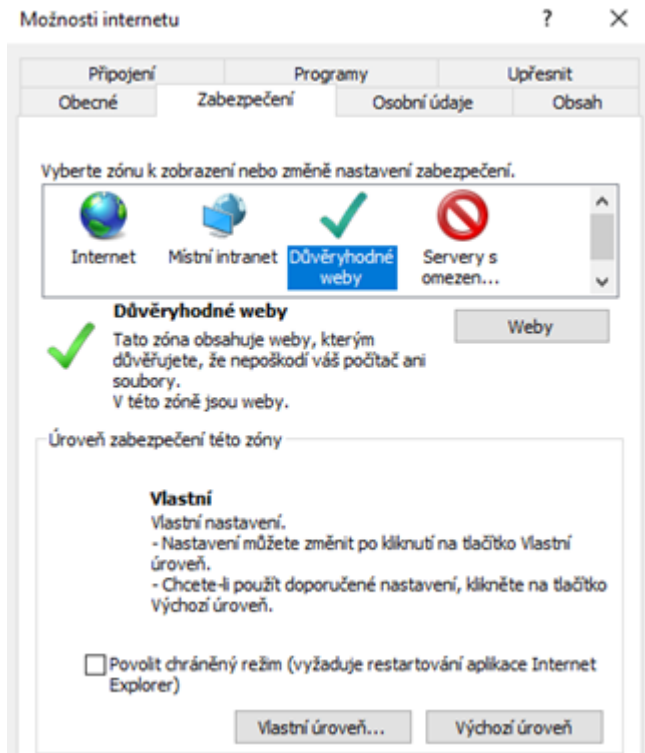 Možnosti internetu
Připojení Programy Upřesnit
Obecné Zabezpečení Osobní údaje Obsah
Vyberte zónu k zobrazení nebo změně nastavení zabezpečení.
Internet Místní intranet Důvěryhodné weby Servery s omezen...
Důvěryhodné weby
Weby
Tato zóna obsahuje weby, kterým
důvěřujete, že nepoškodí váš počítač ani
soubory.
V této zóně jsou weby.
Úroveň zabezpečení této zóny
Vlastní
Vlastní nastavení.
- Nastavení můžete změnit po kliknutí na tlačítko Vlastní
úroveň.
- Chcete-li použít doporučené nastavení, klikněte na tlačítko
Výchozí úroveň.
Povolit chráněný režim (vyžaduje restartování aplikace Internet
Explorer)
Vlastní úroveň... Výchozí úroveň